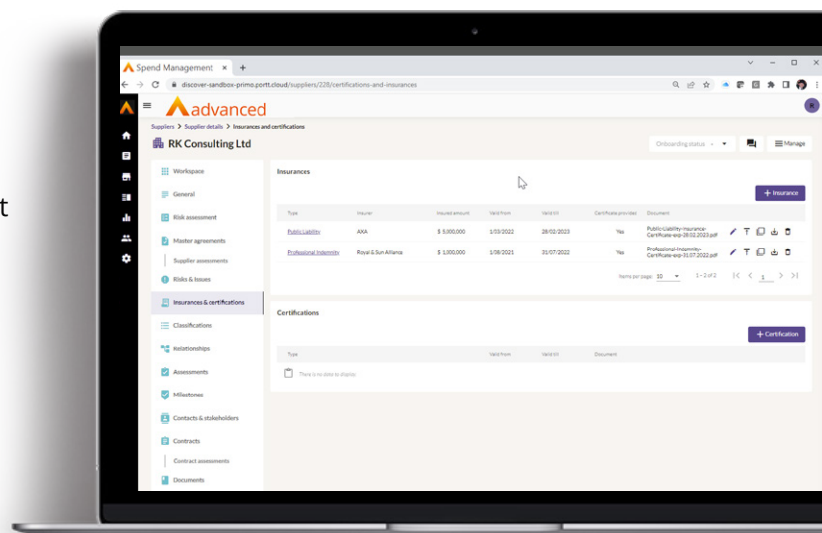 t
Spend Management
discover-sandbox-primo.portt.cloud/suppliers/228/certifications-and-insurances
advanced
R
Suppliers > Supplier details > Insurances and certifications
RK Consulting Ltd
Onboarding status
Manage
Workspace
General
Risk assessment
Master agreements
Supplier assessments
Risks & Issues
Insurances & certifications
Classifications
Relationships
Assessments
Milestones
Contacts & stakeholders
Contracts
Contract assessments
Documents
Insurances
+ Insurance
Type Insurer Insured amount Valid from Valid till Certificate provided Document
Public Liability AXA $ 5,000,000 1/03/2022 28/02/2023 Yes Public-Liability-Insurance-
Certificate-exp-28.02.2023.pdf
Professional Indemnity Royal & Sun Alliance $ 1,000,000 1/08/2021 31/07/2022 Yes Professional-Indemnity-
Certificate-exp-31.07.2022.pdf
Items per page: 10 1 - 2 of 2 1
Certifications
+ Certification
Type Valid from Valid till Document
There is no data to display